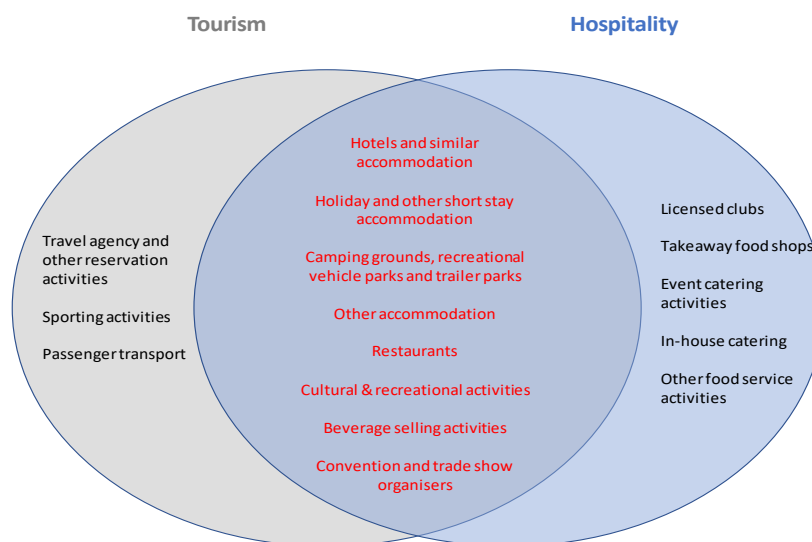 Tourism
Hospitality
Travel agency and
other reservation
activities
Sporting activities
Passenger transport
Hotels and similar
accommodation
Holiday and other short stay
accommodation
Camping grounds, recreational
vehicle parks and trailer parks
Other accommodation
Restaurants
Cultural & recreational activities
Beverage selling activities
Convention and trade show
organisers
Licensed clubs
Takeaway food shops
Event catering
activities
In-house catering
Other food service
activities